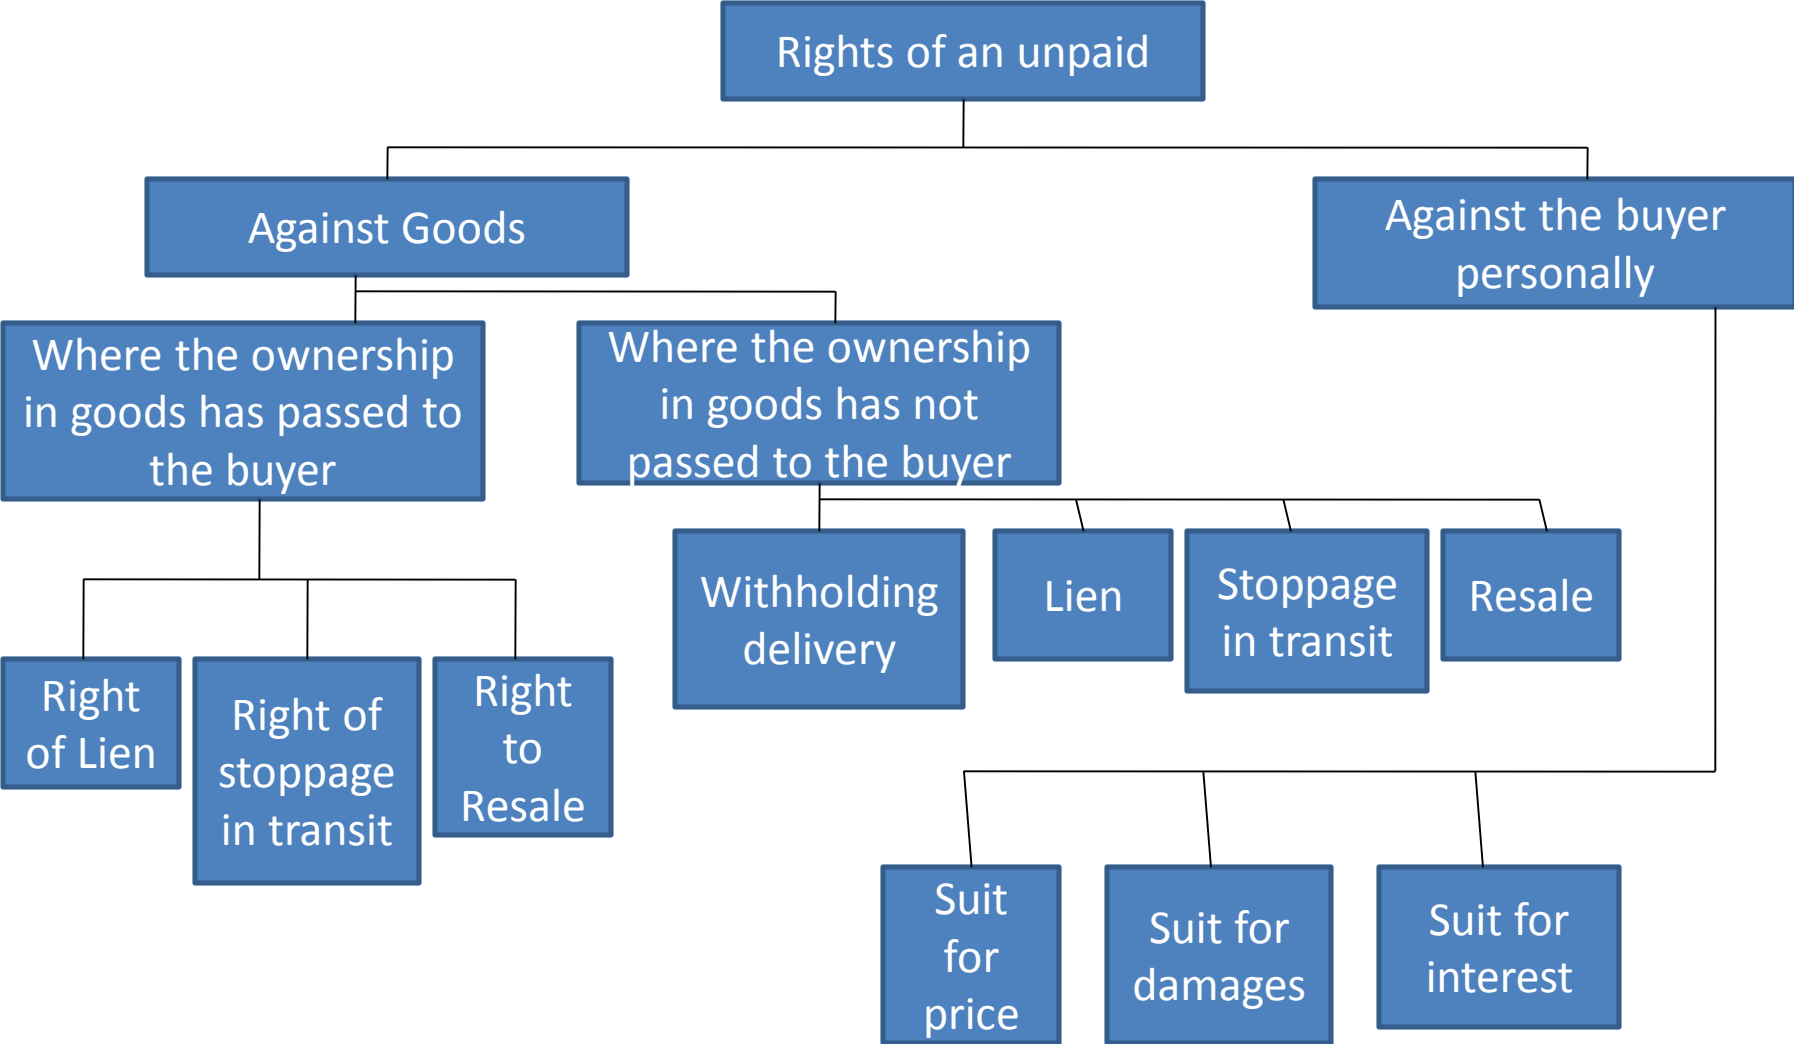 Rights of an unpaid
Against Goods
Against the buyer
personally
Where the ownership
in goods has passed to
the buyer
Where the ownership
in goods has not
passed to the buyer
Withholding
delivery
Lien
Stoppage
in transit
Resale
Right
of Lien
Right of
stoppage
in transit
Right
to
Resale
Suit
for
price
Suit for
damages
Suit for
interest